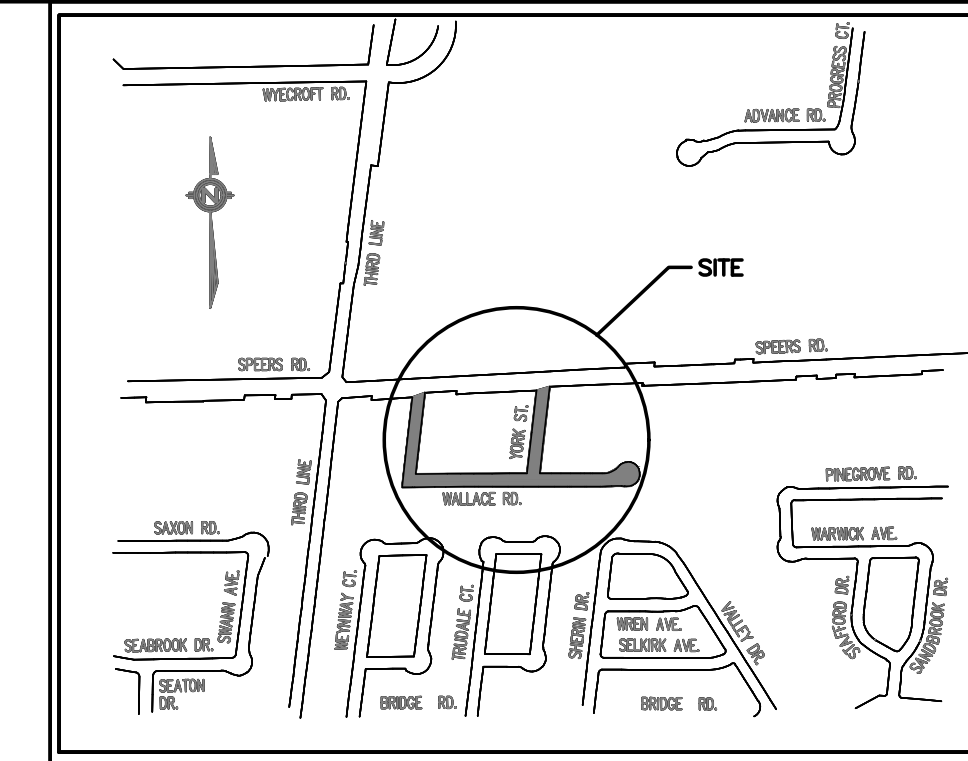 PROGRESS CT.
WYECROFT RD.
ADVANCE RD.
N
THIRD LINE
SITE
SPEERS RD.
SPEERS RD.
YORK ST.
THIRD LINE
WALLACE RD.
PINEGROVE RD.
SAXON RD.
WARWICK AVE.
SWANN AVE.
WEYNWAY CT.
TRUDALE CT.
SHERIN DR.
WREN AVE.
SELKIRK AVE.
VALLEY DR.
STAFFORD DR.
SANDBROOK DR.
SEABROOK DR.
SEATON
DR.
BRIDGE RD.
BRIDGE RD.